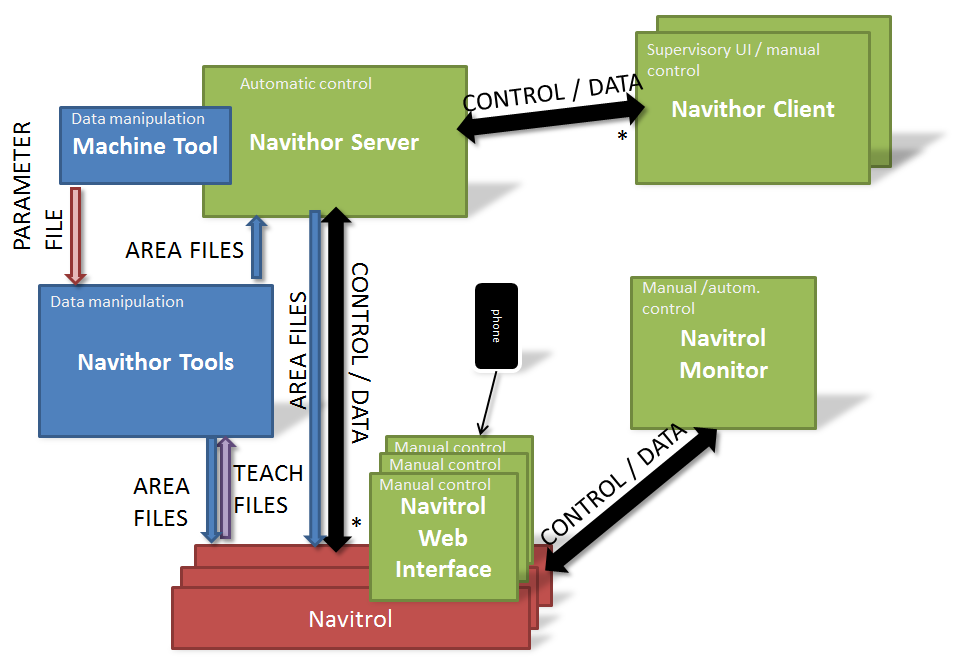 Automatic control
Navithor Server
Data manipulation
Machine Tool
CONTROL / DATA
*
Supervisory UI / manual
control
Navithor Client
PARAMETER
FILE
AREA FILES
Data manipulation
Navithor Tools
AREA FILES
CONTROL / DATA
*
phone
Manual /autom.
control
Navitrol
Monitor
AREA
FILES
TEACH
FILES
Manual control
Manual control
Manual control
Navitrol
Web
Interface
CONTROL / DATA
Navitrol